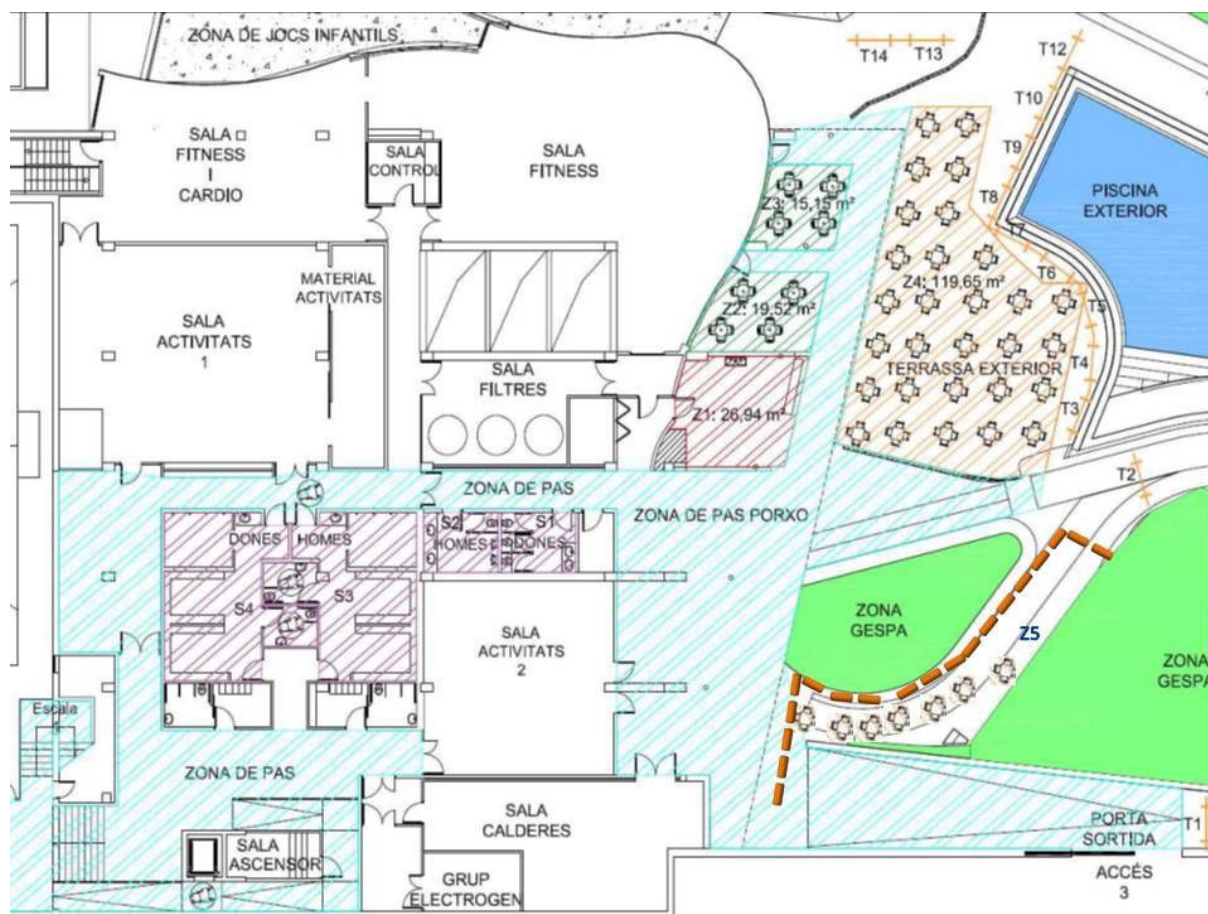 ZONA DE JOCS INFANTILS
T14
T13
T12
T10
T9
T8
T7
T6
T5
T4
T3
T2
T1
SALA
FITNESS
I
CARDIO
SALA
CONTROL
SALA
FITNESS
PISCINA
EXTERIOR
Z3: 15,15 m²
Z4: 119,65 m²
Z2: 19,52 m²
MATERIAL
ACTIVITATS
SALA
ACTIVITATS
1
SALA
FILTRES
TERRASSA EXTERIOR
Z1: 26,94 m²
ZONA DE PAS
ZONA DE PAS PORXO
DONES
HOMES
S2
HOMES
S1
DONES
S4
S3
SALA
ACTIVITATS
2
ZONA
GESPA
Z5
ZONA
GESPA
Escala
ZONA DE PAS
SALA
CALDERES
SALA
ASCENSOR
GRUP
ELECTROGEN
PORTA
SORTIDA
ACCÉS
3